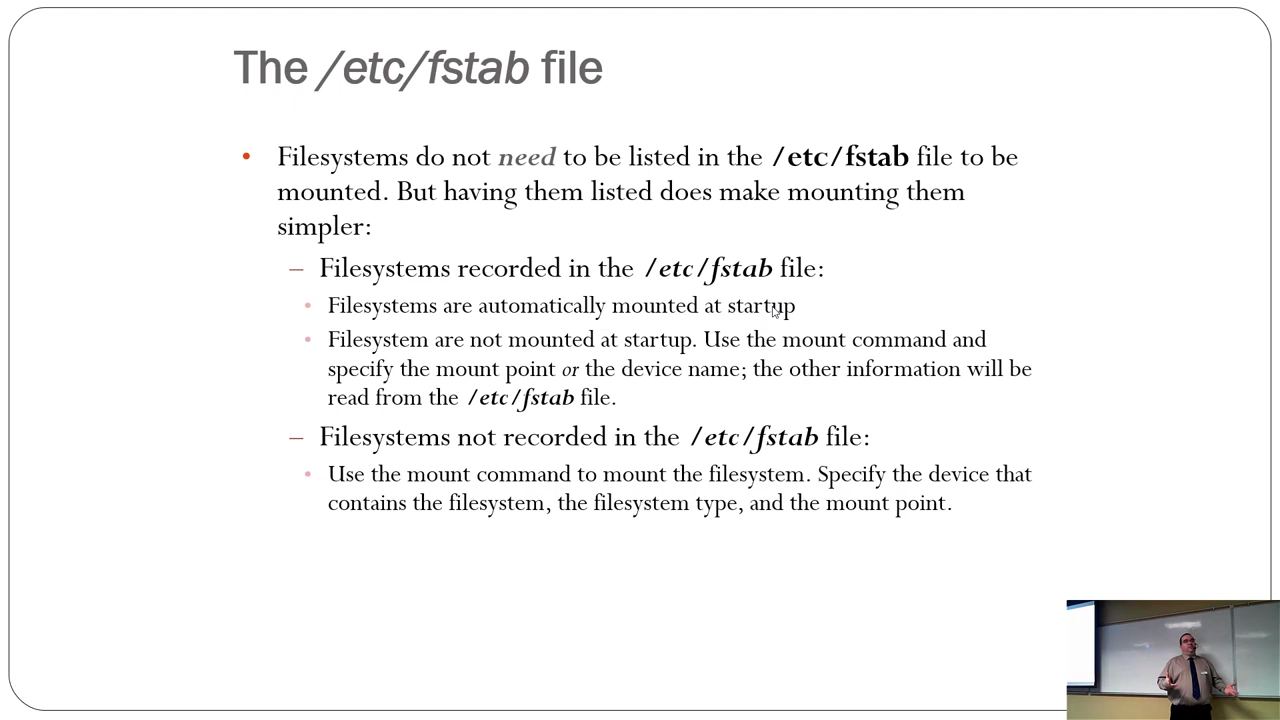 The /etc/fstab file
• Filesystems do not need to be listed in the /etc/fstab file to be
mounted. But having them listed does make mounting them
simpler:
– Filesystems recorded in the /etc/fstab file:
• Filesystems are automatically mounted at startup
• Filesystem are not mounted at startup. Use the mount command and
specify the mount point or the device name; the other information will be
read from the /etc/fstab file.
– Filesystems not recorded in the /etc/fstab file:
• Use the mount command to mount the filesystem. Specify the device that
contains the filesystem, the filesystem type, and the mount point.